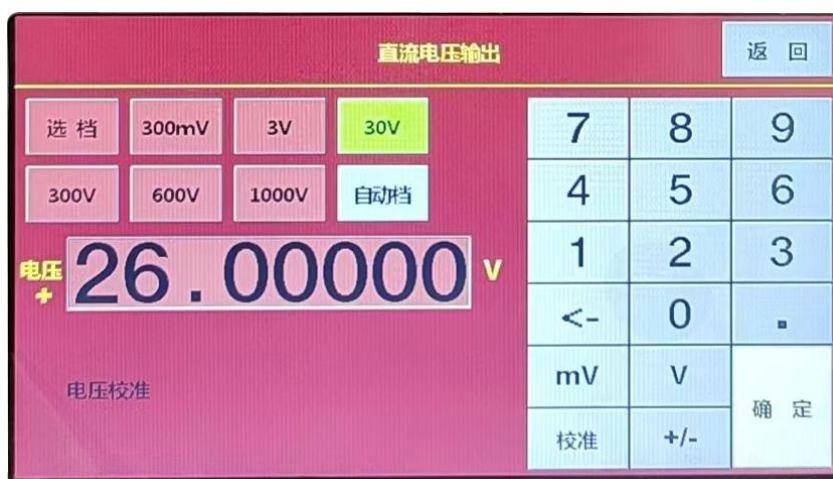 直流电压输出
返 回
选 档 300mV 3V 30V
300V 600V 1000V 自动档
电压 + 26.00000 V
电压校准
7 8 9
4 5 6
1 2 3
<- 0 .
mV V
校准 +/-
确 定